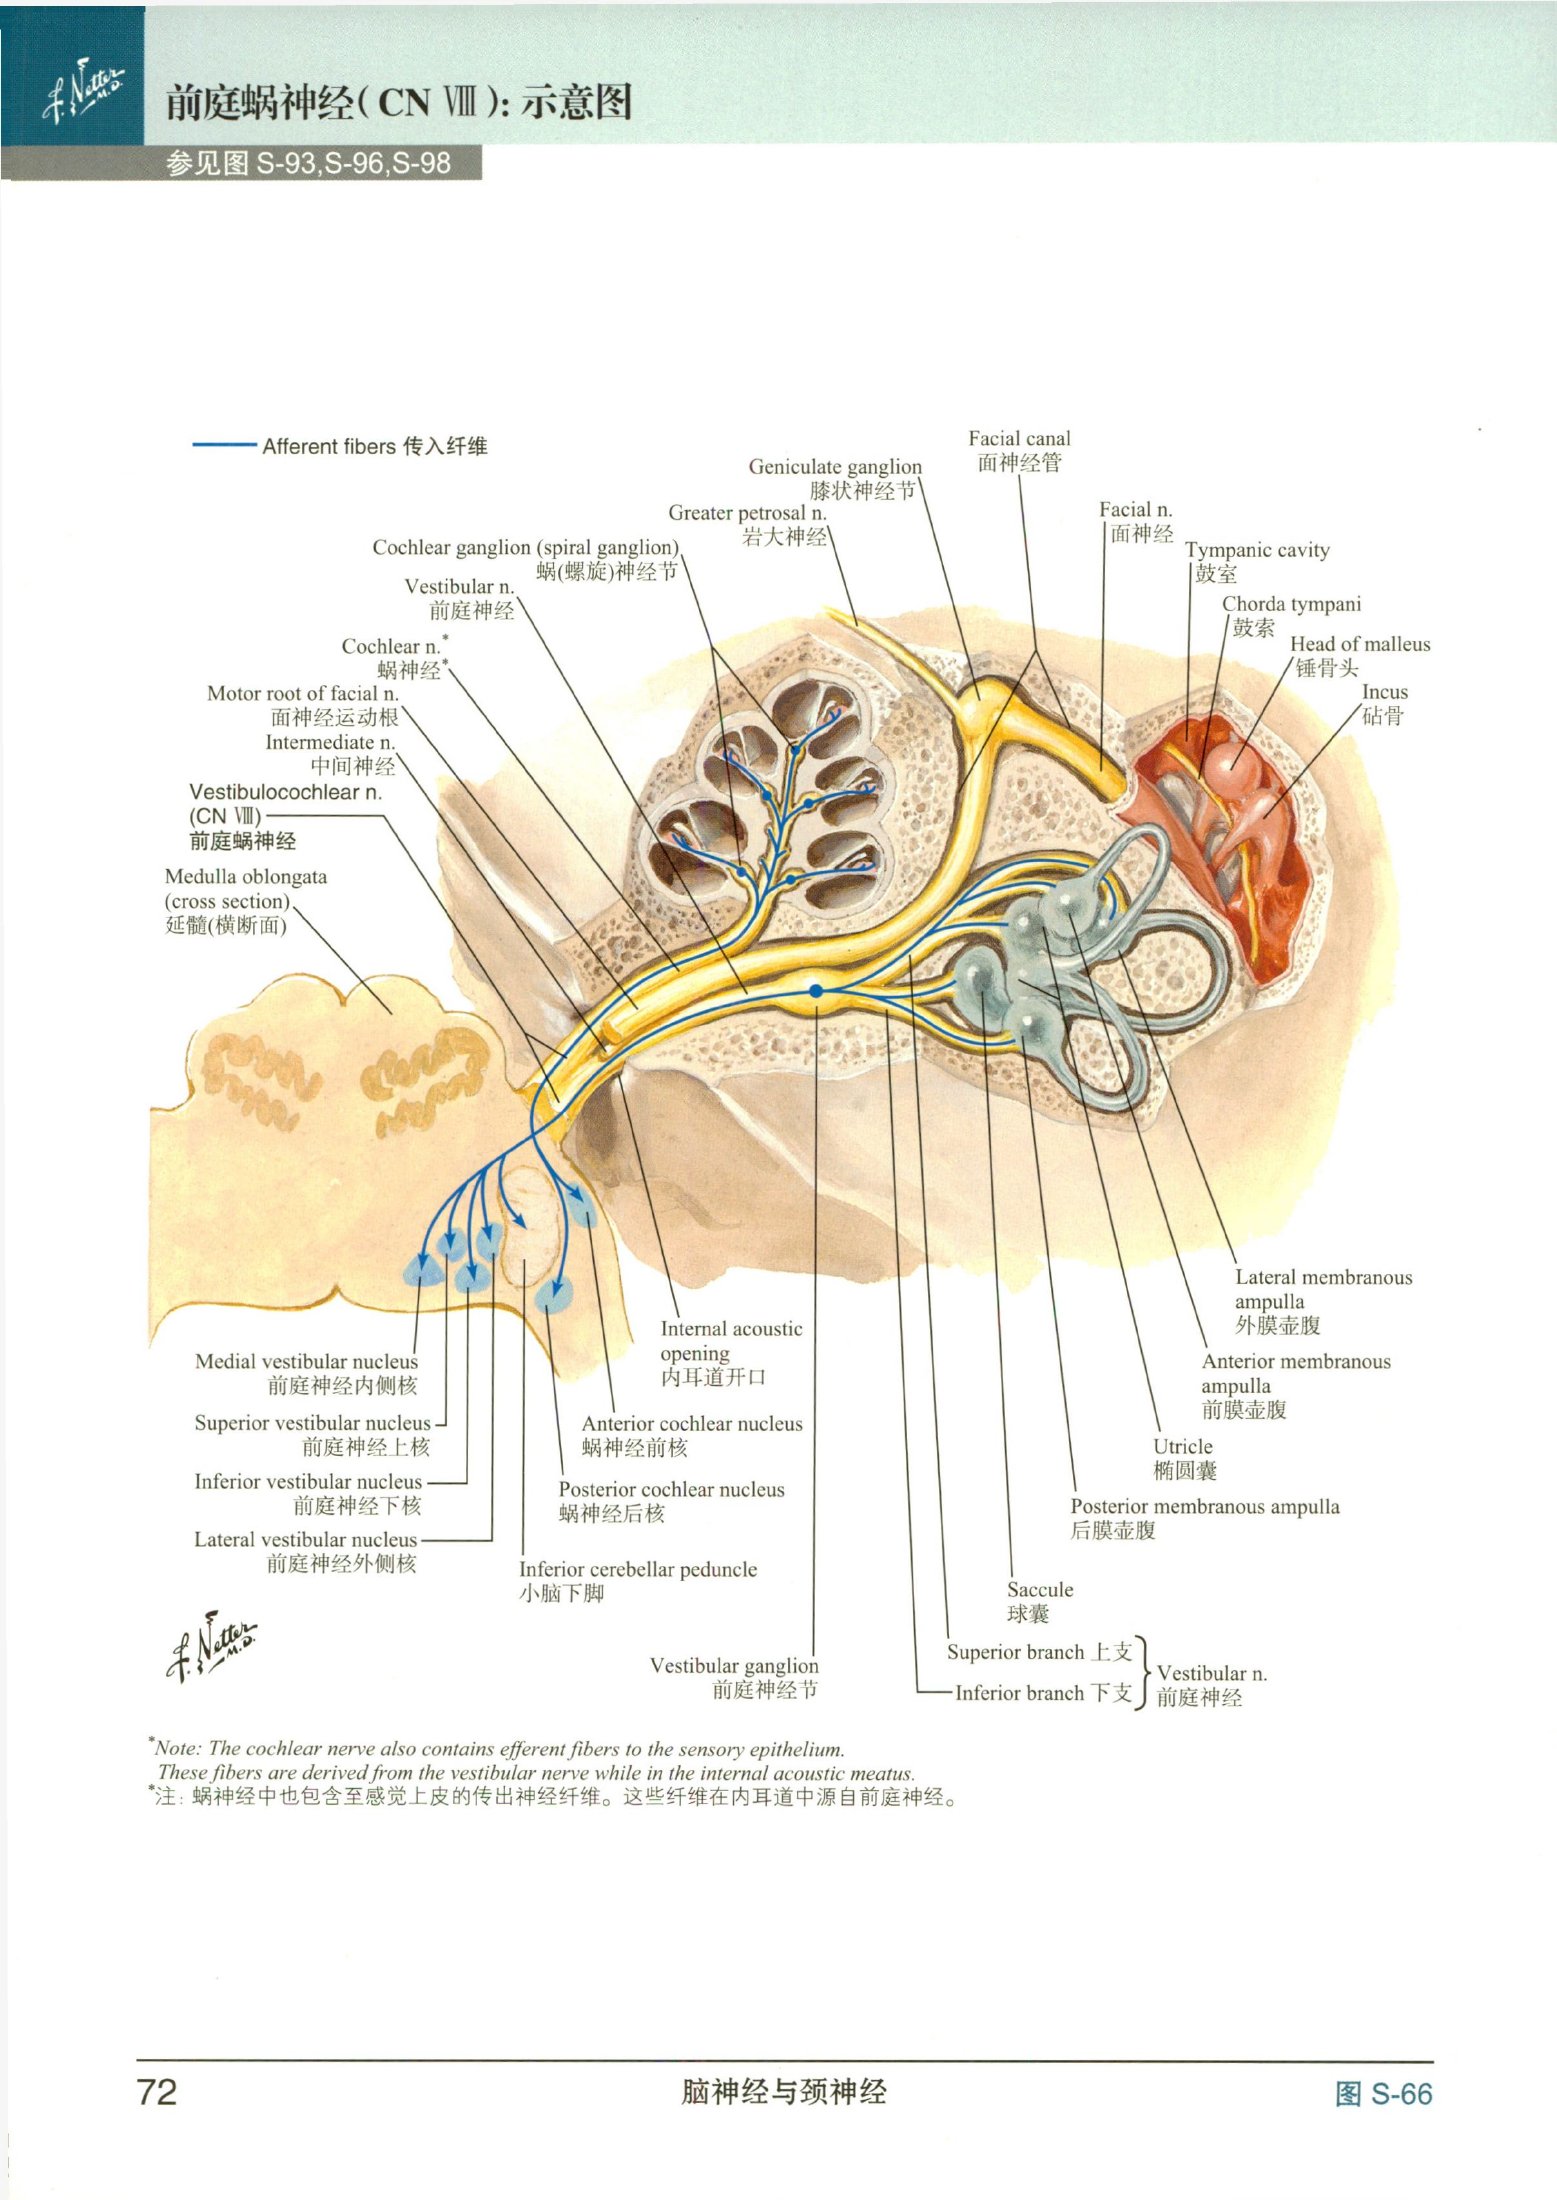 F. Netter M.D.
前庭蜗神经(CN Ⅷ): 示意图
参见图 S-93,S-96,S-98
Afferent fibers 传入纤维
Facial canal
面神经管
Geniculate ganglion
膝状神经节
Greater petrosal n.
岩大神经
Facial n.
面神经
Cochlear ganglion (spiral ganglion)
蜗(螺旋)神经节
Tympanic cavity
鼓室
Vestibular n.
前庭神经
Chorda tympani
鼓索
Cochlear n.*
蜗神经*
Head of malleus
锤骨头
Motor root of facial n.
面神经运动根
Incus
砧骨
Intermediate n.
中间神经
Vestibulocochlear n.
(CN Ⅷ)
前庭蜗神经
Medulla oblongata
(cross section)
延髓(横断面)
Lateral membranous
ampulla
外膜壶腹
Internal acoustic
opening
内耳道开口
Medial vestibular nucleus
前庭神经内侧核
Anterior membranous
ampulla
前膜壶腹
Superior vestibular nucleus
前庭神经上核
Anterior cochlear nucleus
蜗神经前核
Utricle
椭圆囊
Inferior vestibular nucleus
前庭神经下核
Posterior cochlear nucleus
蜗神经后核
Posterior membranous ampulla
后膜壶腹
Lateral vestibular nucleus
前庭神经外侧核
Inferior cerebellar peduncle
小脑下脚
Saccule
球囊
F. Netter M.D.
Vestibular ganglion
前庭神经节
Superior branch 上支
Inferior branch 下支
Vestibular n.
前庭神经
*Note: The cochlear nerve also contains efferent fibers to the sensory epithelium.
These fibers are derived from the vestibular nerve while in the internal acoustic meatus.
*注: 蜗神经中也包含至感觉上皮的传出神经纤维。这些纤维在内耳道中源自前庭神经。
72
脑神经与颈神经
图 S-66